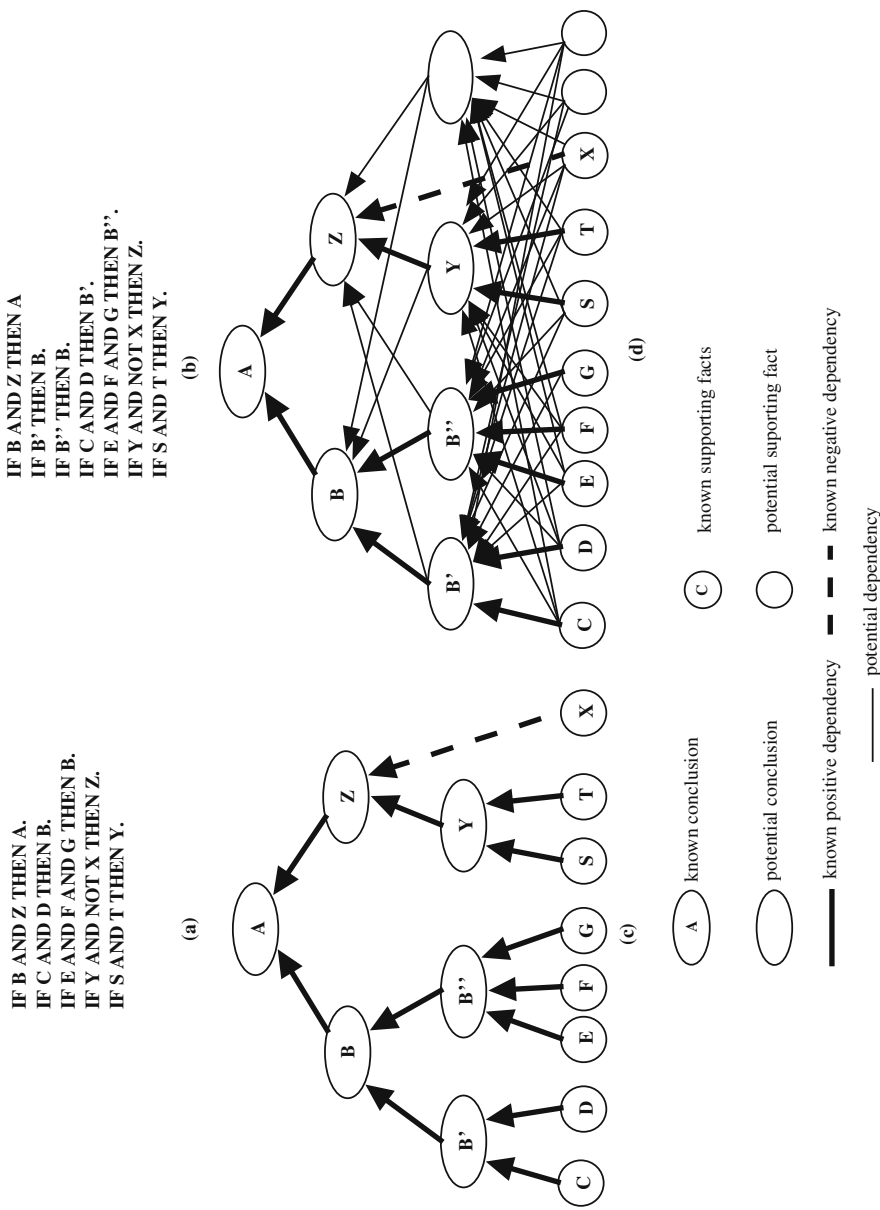 IF B AND Z THEN A.
IF C AND D THEN B.
IF E AND F AND G THEN B.
IF Y AND NOT X THEN Z.
IF S AND T THEN Y.
(a)
IF B AND Z THEN A
IF B' THEN B.
IF B'' THEN B.
IF C AND D THEN B'.
IF E AND F AND G THEN B''.
IF Y AND NOT X THEN Z.
IF S AND T THEN Y.
(b)
A
B
Z
B'
B''
Y
C
D
E
F
G
S
T
X
(c)
A
B
Z
B'
B''
Y
C
D
E
F
G
S
T
X
(d)
A known conclusion
C known supporting facts
potential conclusion
potential suporting fact
known positive dependency
known negative dependency
potential dependency